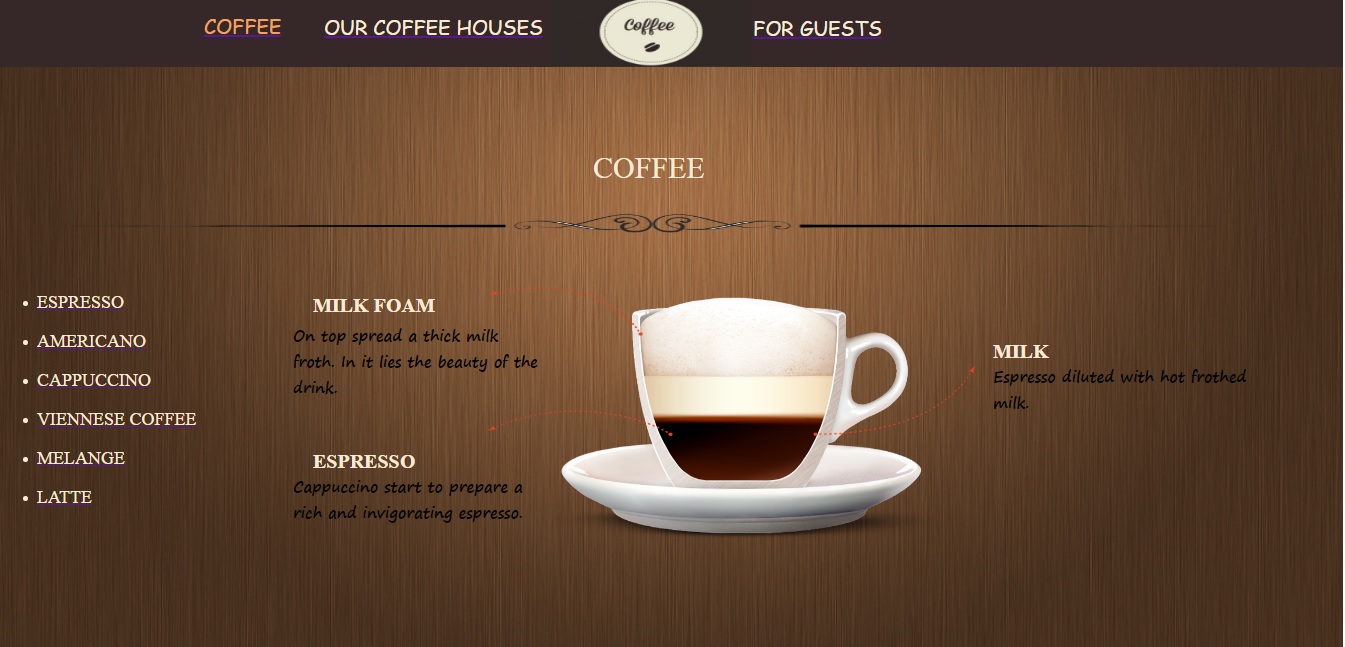 COFFEE
OUR COFFEE HOUSES
Coffee
FOR GUESTS
COFFEE
ESPRESSO
AMERICANO
CAPPUCCINO
VIENNESE COFFEE
MELANGE
LATTE
MILK FOAM
On top spread a thick milk
froth. In it lies the beauty of the
drink.
ESPRESSO
Cappuccino start to prepare a
rich and invigorating espresso.
MILK
Espresso diluted with hot frothed
milk.